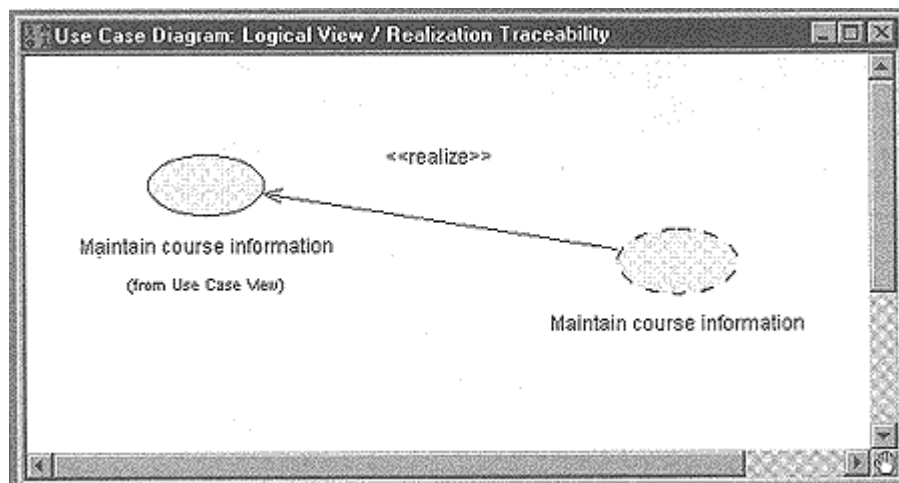 Use Case Diagram: Logical View / Realization Traceability
<<realize>>
Maintain course information
(from Use Case View)
Maintain course information